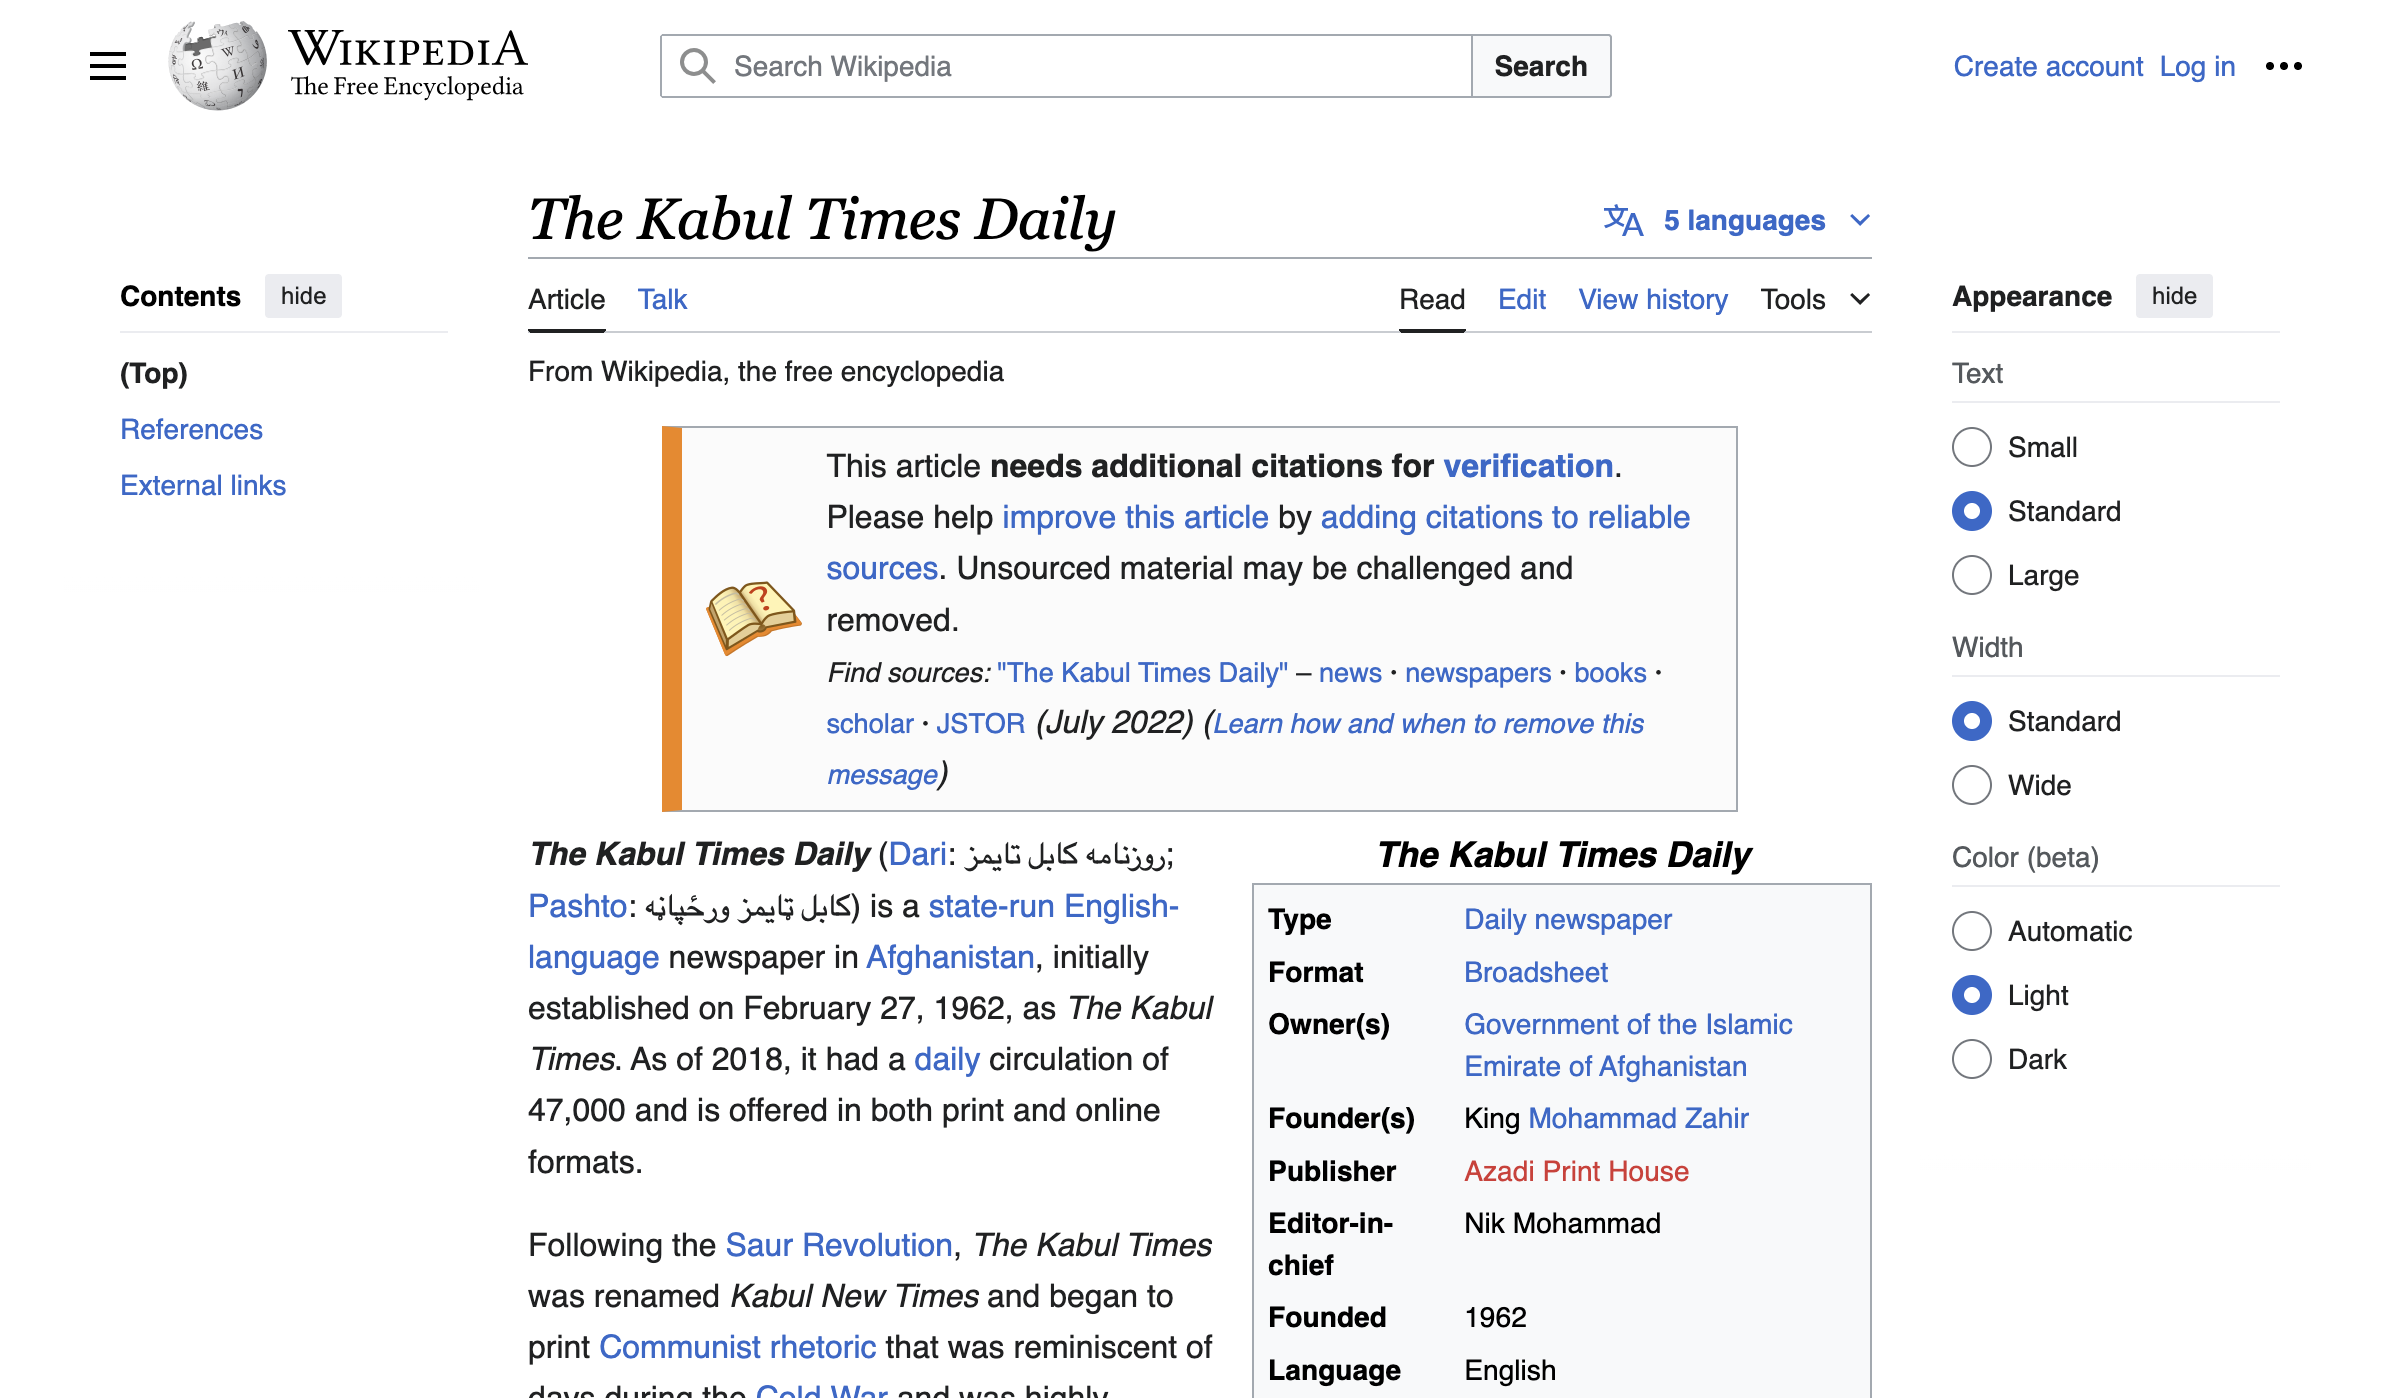 WIKIPEDIA
The Free Encyclopedia
Search Wikipedia
Search
Create account Log in
The Kabul Times Daily
5 languages
Contents hide
(Top)
References
External links
Article Talk
Read Edit View history Tools
From Wikipedia, the free encyclopedia
This article needs additional citations for verification.
Please help improve this article by adding citations to reliable
sources. Unsourced material may be challenged and
removed.
Find sources: "The Kabul Times Daily" – news · newspapers · books ·
scholar · JSTOR (July 2022) (Learn how and when to remove this
message)
The Kabul Times Daily (Dari: روزنامه کابل تایمز;
Pashto: کابل ټایمز ورځپاڼه) is a state-run English-
language newspaper in Afghanistan, initially
established on February 27, 1962, as The Kabul
Times. As of 2018, it had a daily circulation of
47,000 and is offered in both print and online
formats.
Following the Saur Revolution, The Kabul Times
was renamed Kabul New Times and began to
print Communist rhetoric that was reminiscent of
days during the Cold War and was highly
The Kabul Times Daily
Type Daily newspaper
Format Broadsheet
Owner(s) Government of the Islamic
Emirate of Afghanistan
Founder(s) King Mohammad Zahir
Publisher Azadi Print House
Editor-in- Nik Mohammad
chief
Founded 1962
Language English
Appearance hide
Text
Small
Standard
Large
Width
Standard
Wide
Color (beta)
Automatic
Light
Dark